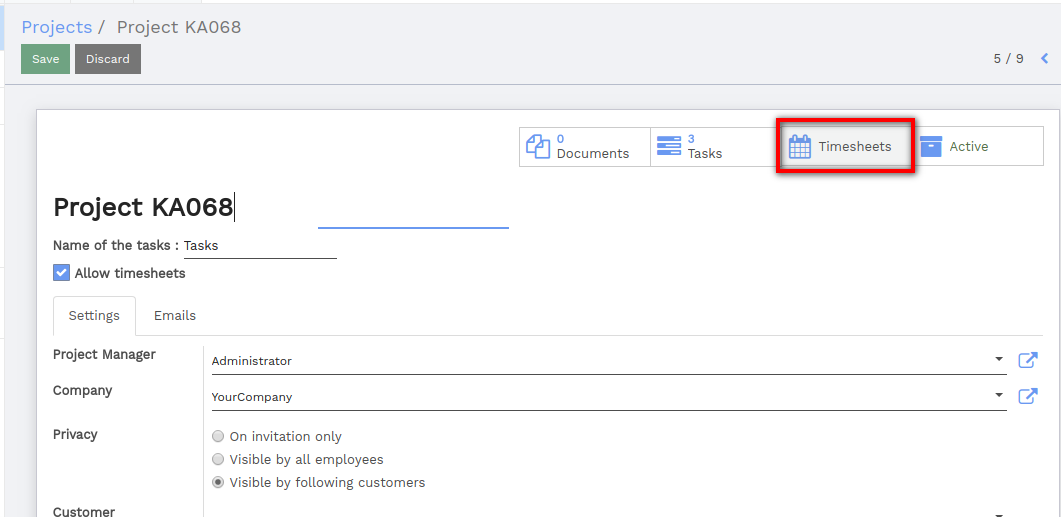 Projects / Project KA068
Save Discard 5 / 9
0 Documents 3 Tasks Timesheets Active
Project KA068
Name of the tasks : Tasks
Allow timesheets
Settings Emails
Project Manager Administrator
Company YourCompany
Privacy On invitation only
Visible by all employees
Visible by following customers
Customer